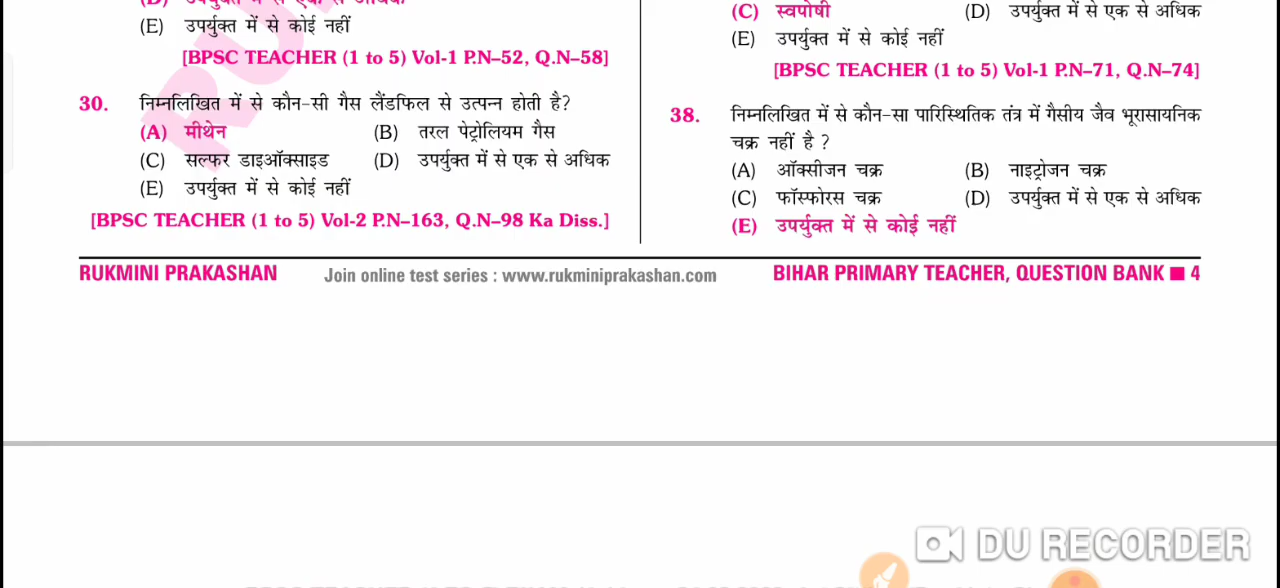 (E) उपर्युक्त में से कोई नहीं
[BPSC TEACHER (1 to 5) Vol-1 P.N–52, Q.N–58]
30. निम्नलिखित में से कौन-सी गैस लैंडफिल से उत्पन्न होती है?
(A) मीथेन (B) तरल पेट्रोलियम गैस
(C) सल्फर डाइऑक्साइड (D) उपर्युक्त में से एक से अधिक
(E) उपर्युक्त में से कोई नहीं
[BPSC TEACHER (1 to 5) Vol-2 P.N–163, Q.N–98 Ka Diss.]
(C) स्वपोषी (D) उपर्युक्त में से एक से अधिक
(E) उपर्युक्त में से कोई नहीं
[BPSC TEACHER (1 to 5) Vol-1 P.N–71, Q.N–74]
38. निम्नलिखित में से कौन-सा पारिस्थितिक तंत्र में गैसीय जैव भूरासायनिक
चक्र नहीं है ?
(A) ऑक्सीजन चक्र (B) नाइट्रोजन चक्र
(C) फॉस्फोरस चक्र (D) उपर्युक्त में से एक से अधिक
(E) उपर्युक्त में से कोई नहीं
RUKMINI PRAKASHAN Join online test series : www.rukminiprakashan.com BIHAR PRIMARY TEACHER, QUESTION BANK ■ 4
DU RECORDER